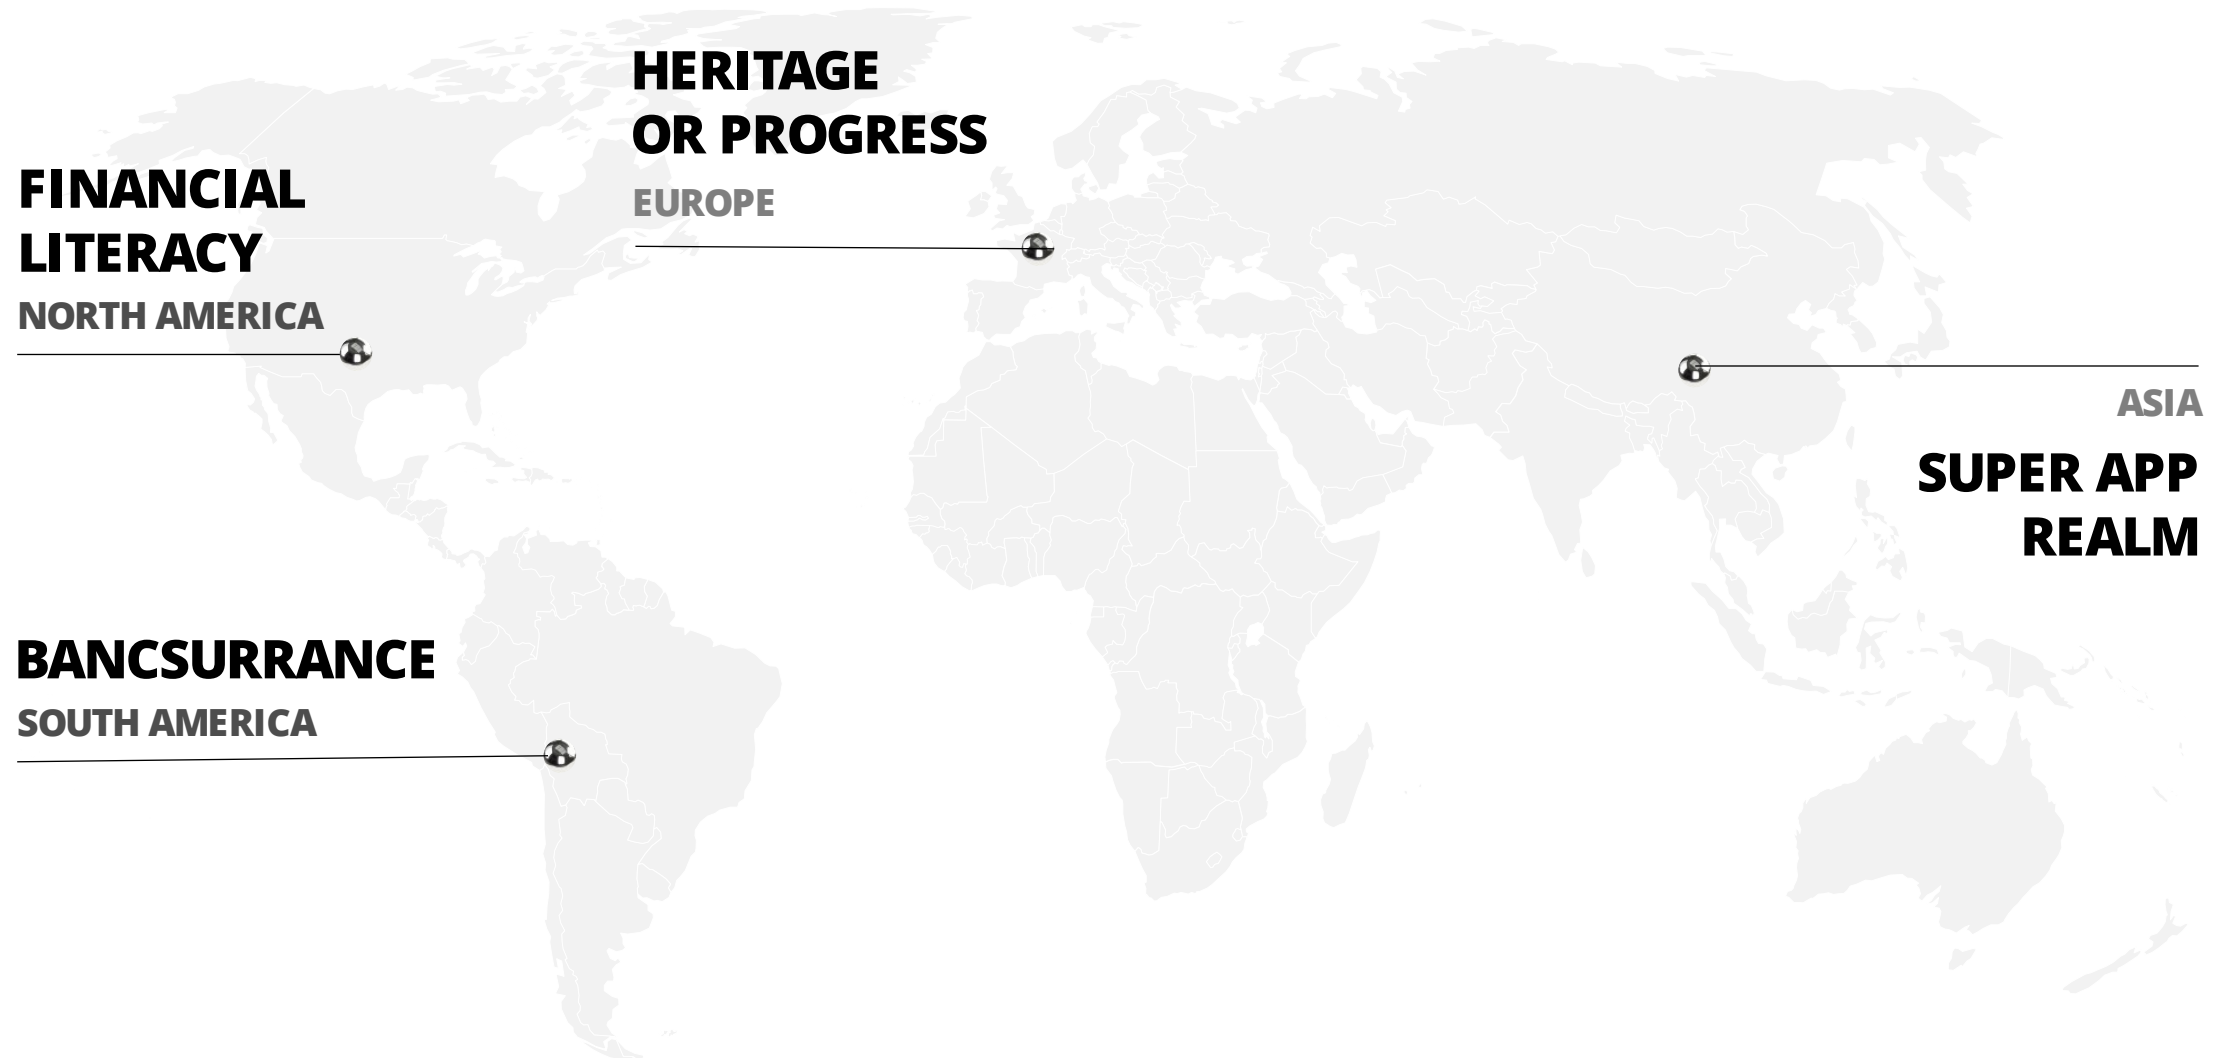 HERITAGE
OR PROGRESS
EUROPE
FINANCIAL
LITERACY
NORTH AMERICA
ASIA
SUPER APP
REALM
BANCSURRANCE
SOUTH AMERICA